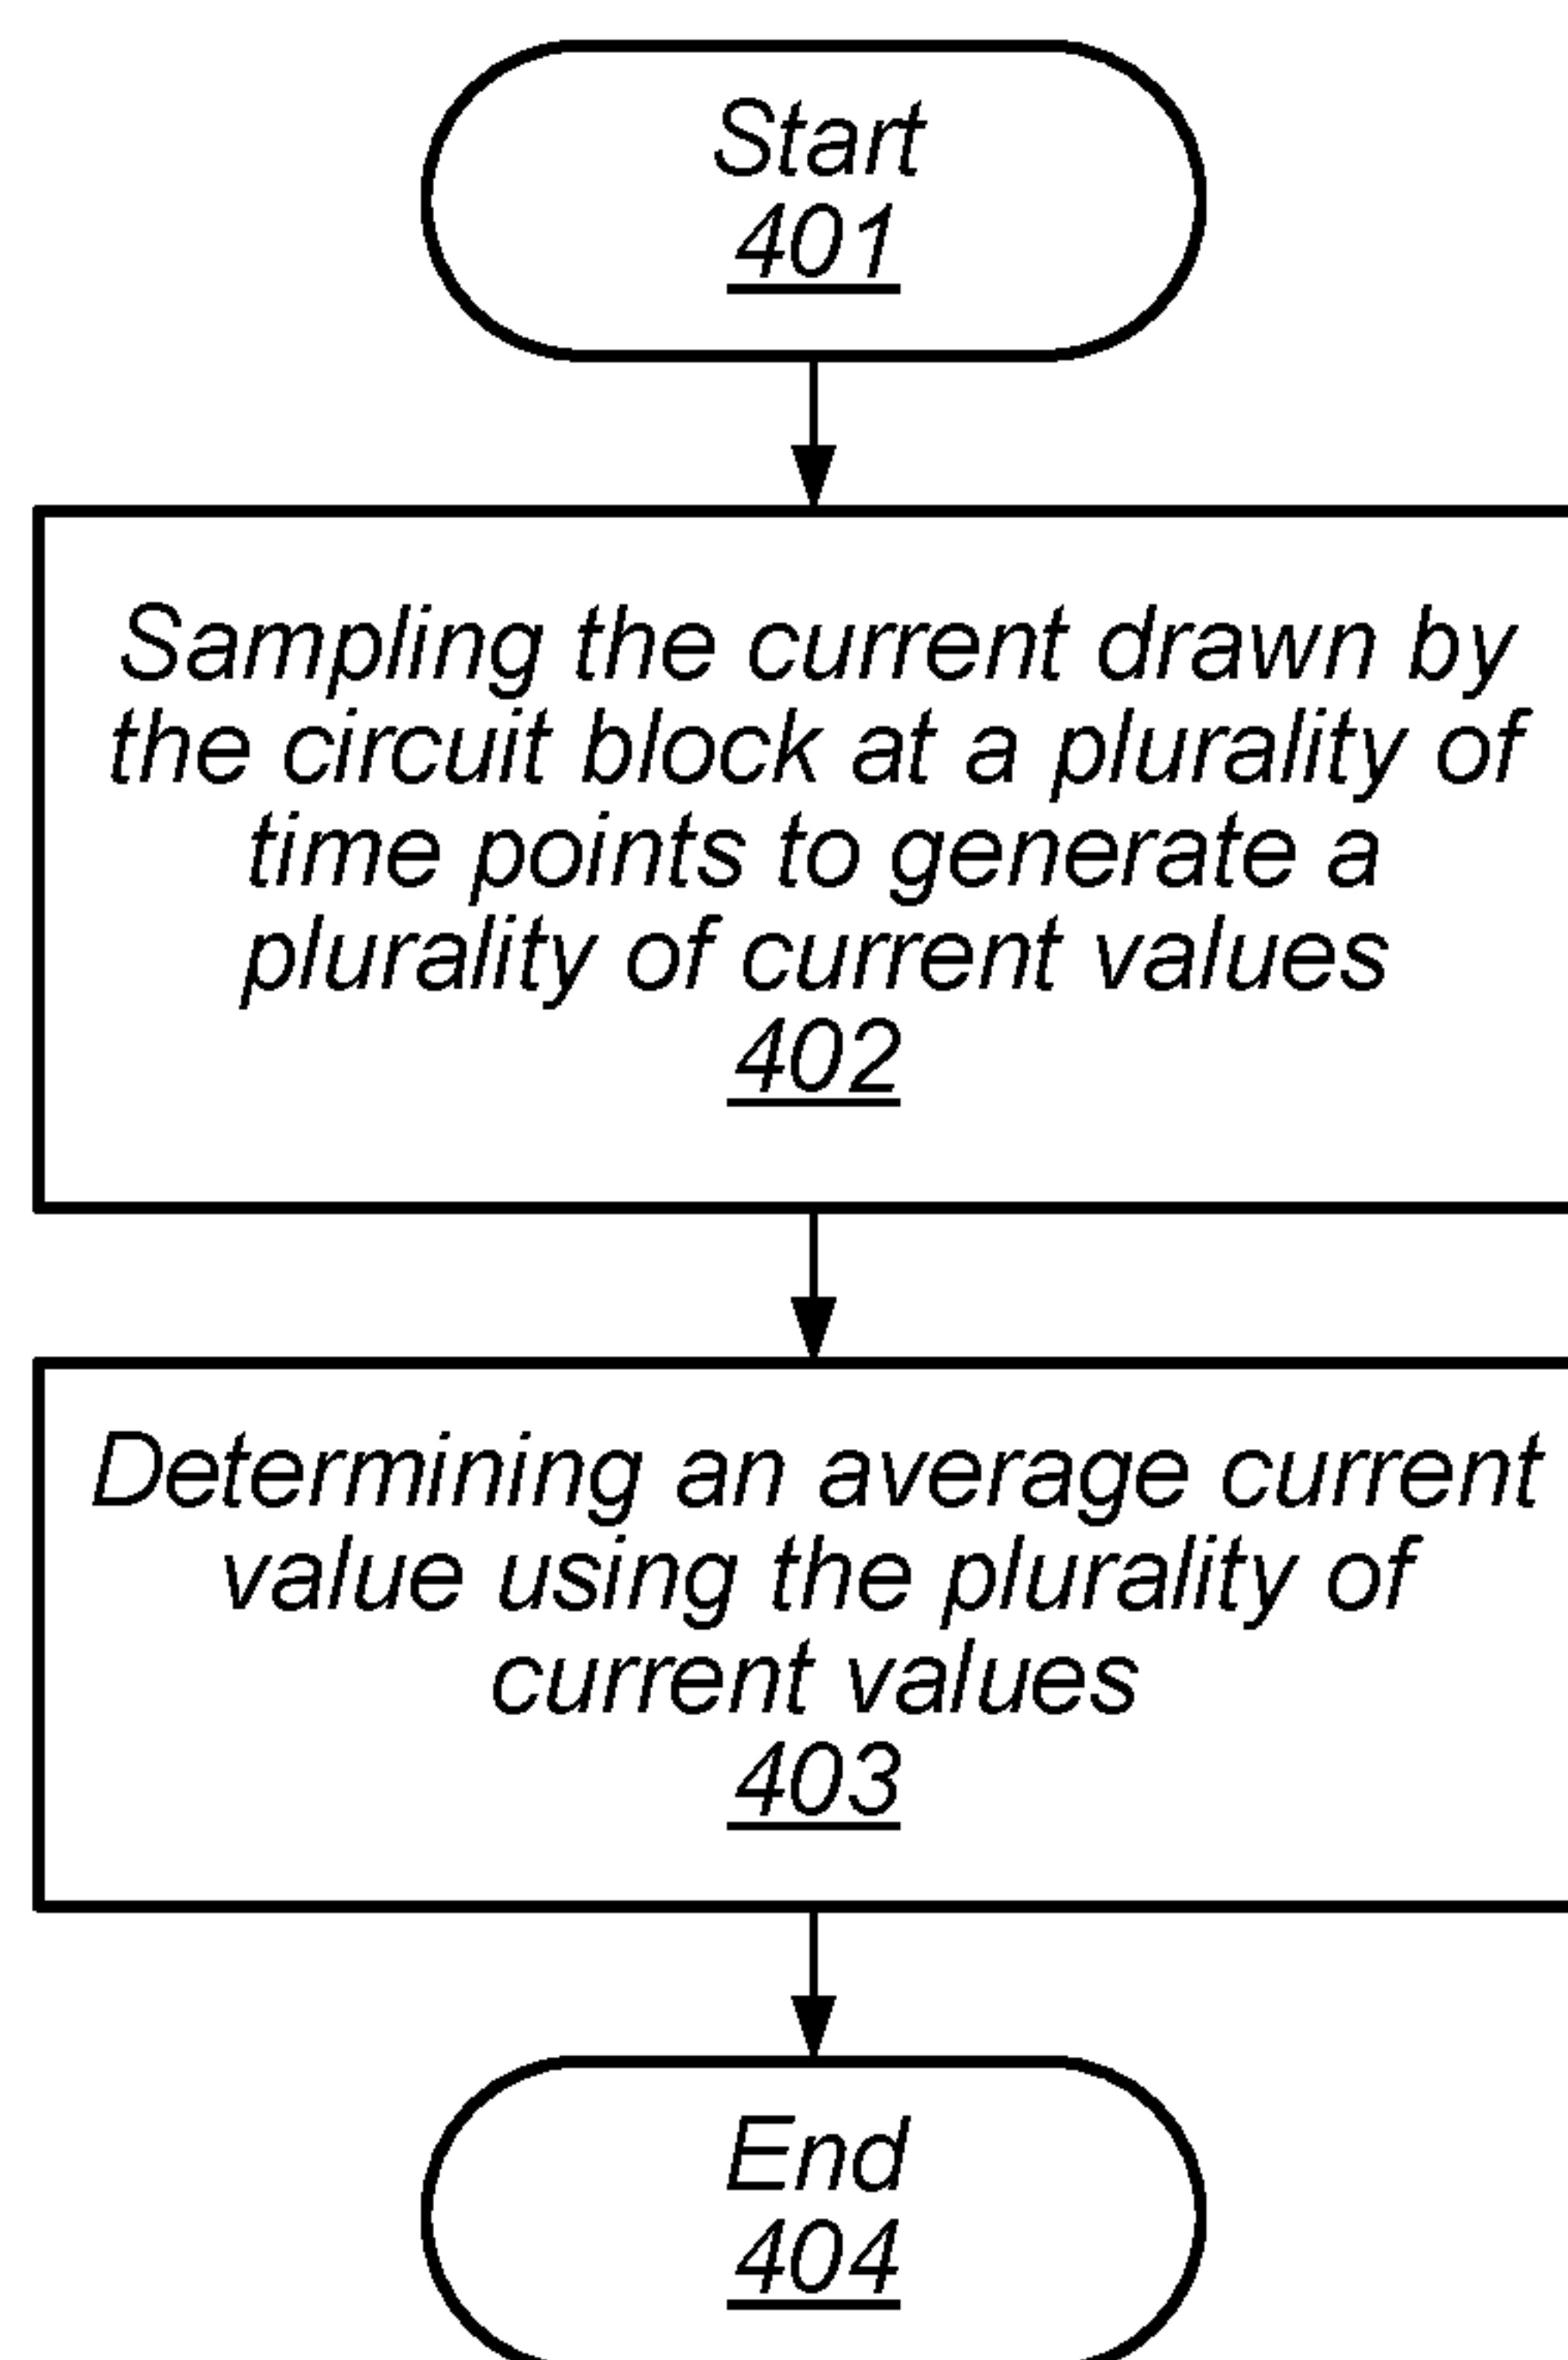 Start
401
Sampling the current drawn by
the circuit block at a plurality of
time points to generate a
plurality of current values
402
Determining an average current
value using the plurality of
current values
403
End
404